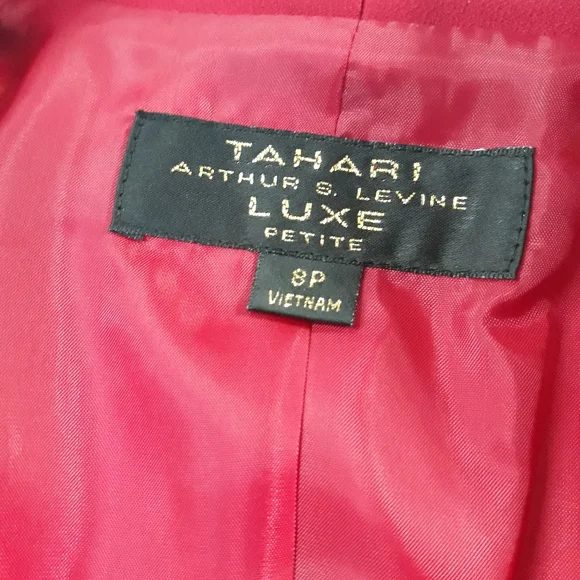 TAHARI
ARTHUR S. LEVINE
LUXE
PETITE
8P
VIETNAM